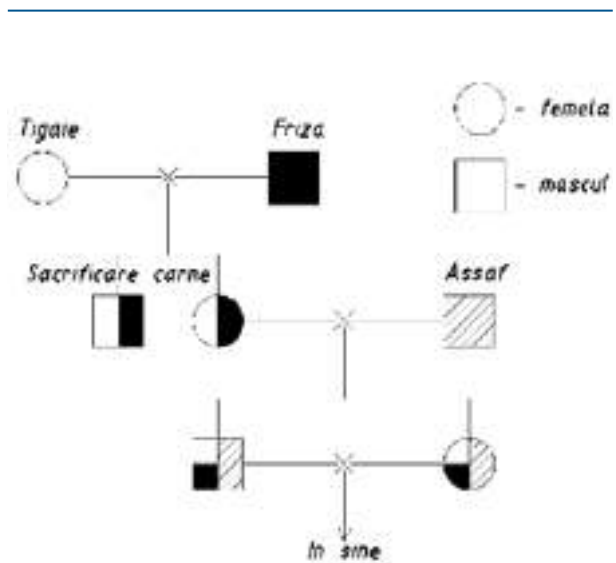 - femela
Tigaie Friza
- mascul
Sacrificare carne Assaf
In sine